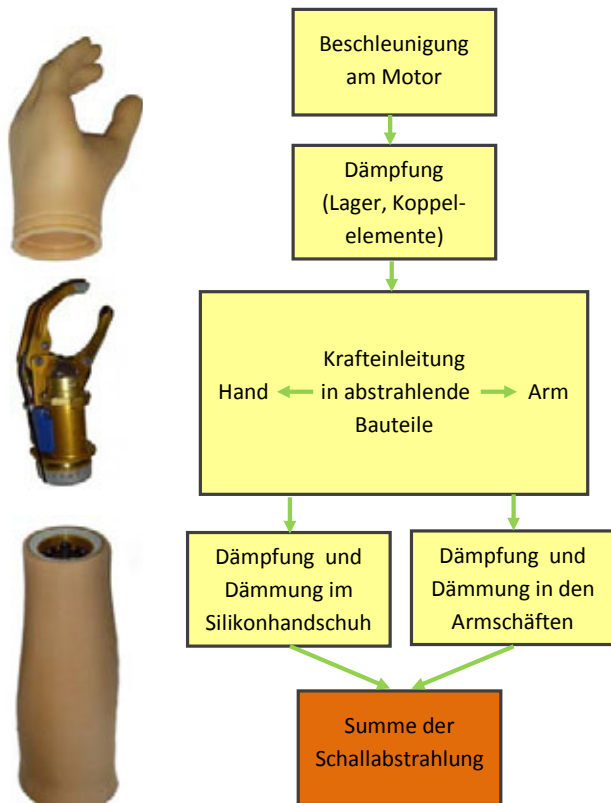 Beschleunigung
am Motor
Dämpfung
(Lager, Koppel-
elemente)
Krafteinleitung
Hand in abstrahlende Arm
Bauteile
Dämpfung und
Dämmung im
Silikonhandschuh
Dämpfung und
Dämmung in den
Armschäften
Summe der
Schallabstrahlung